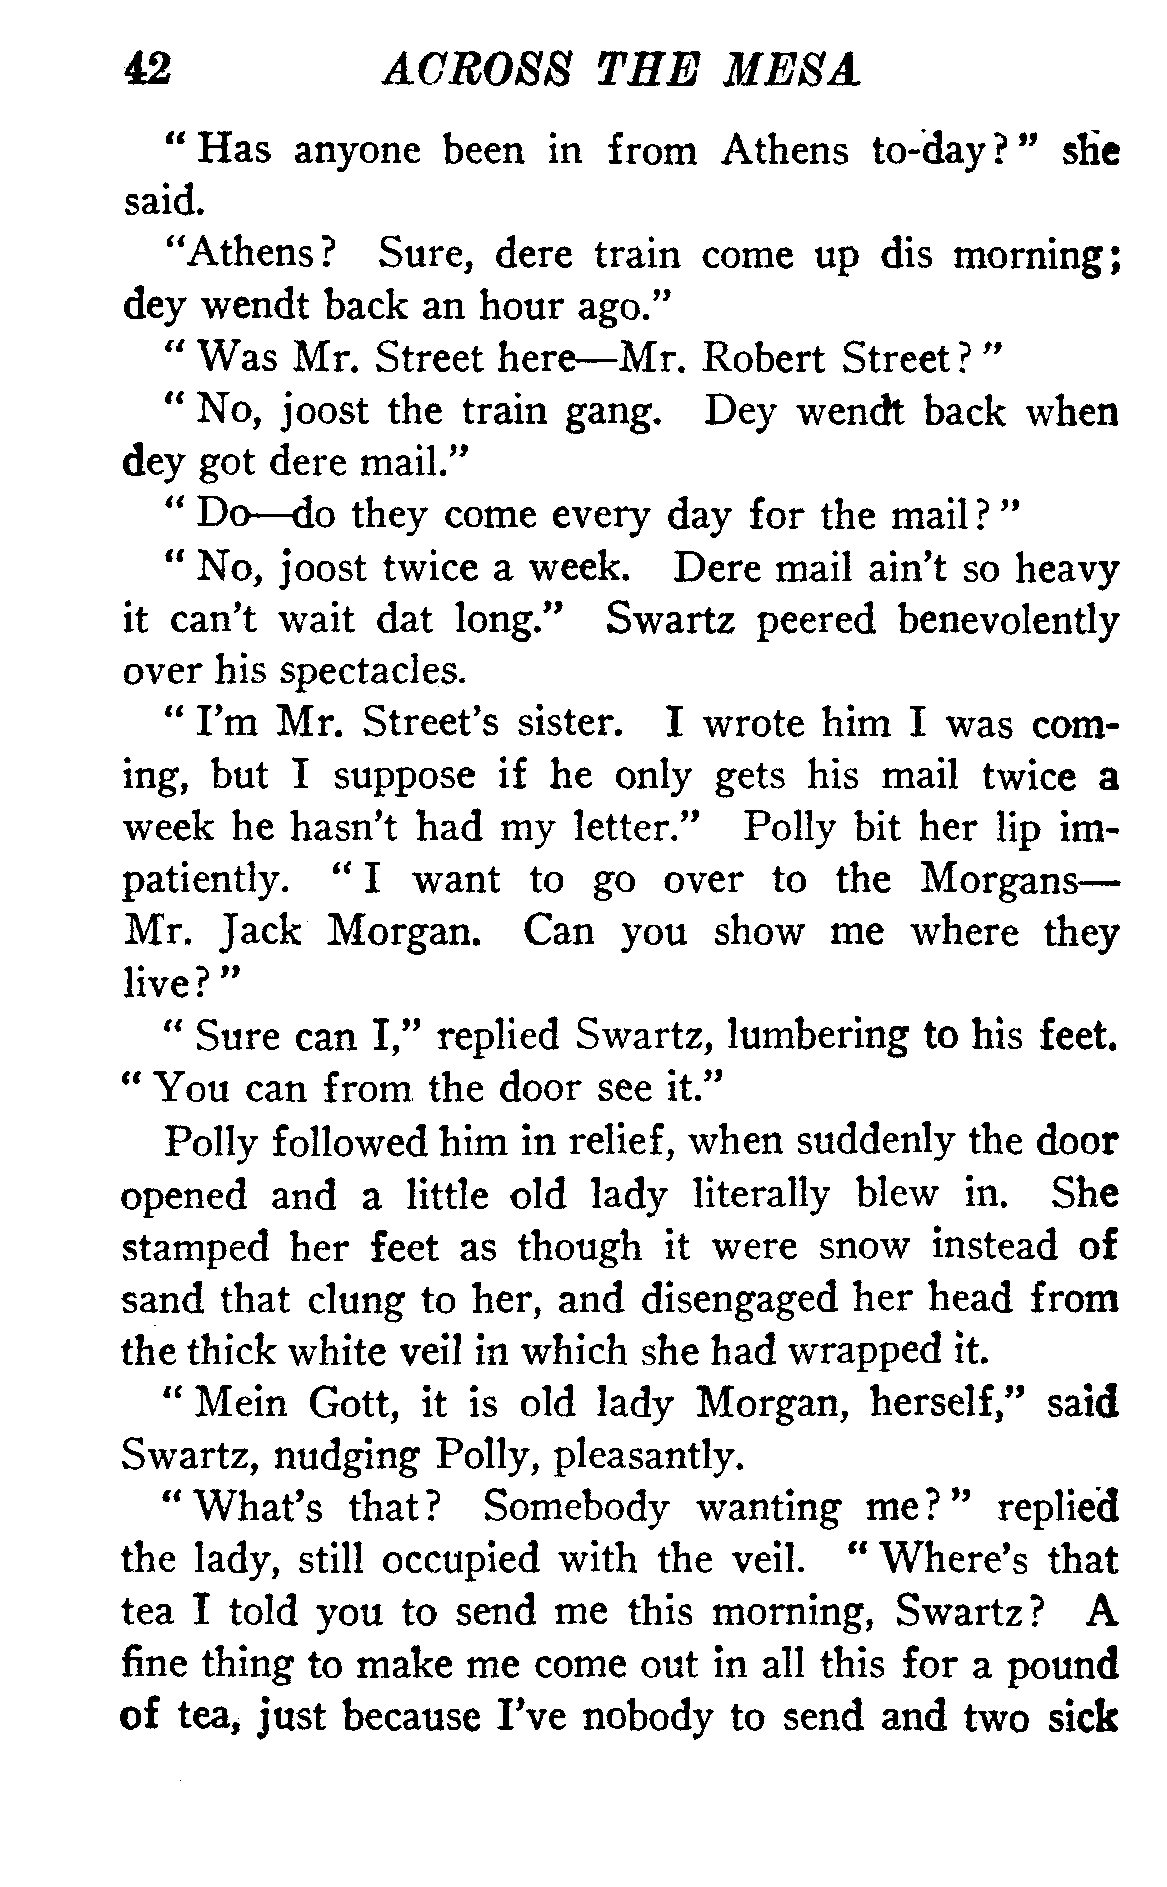 42 ACROSS THE MESA
“ Has anyone been in from Athens to-day? ” she
said.
“Athens? Sure, dere train come up dis morning;
dey wendt back an hour ago.”
“ Was Mr. Street here—Mr. Robert Street? ”
“ No, joost the train gang. Dey wendt back when
dey got dere mail.”
“ Do—do they come every day for the mail? ”
“ No, joost twice a week. Dere mail ain't so heavy
it can't wait dat long.” Swartz peered benevolently
over his spectacles.
“ I'm Mr. Street's sister. I wrote him I was com-
ing, but I suppose if he only gets his mail twice a
week he hasn't had my letter.” Polly bit her lip im-
patiently. “ I want to go over to the Morgans—
Mr. Jack Morgan. Can you show me where they
live? ”
“ Sure can I,” replied Swartz, lumbering to his feet.
“ You can from the door see it.”
Polly followed him in relief, when suddenly the door
opened and a little old lady literally blew in. She
stamped her feet as though it were snow instead of
sand that clung to her, and disengaged her head from
the thick white veil in which she had wrapped it.
“ Mein Gott, it is old lady Morgan, herself,” said
Swartz, nudging Polly, pleasantly.
“ What's that? Somebody wanting me? ” replied
the lady, still occupied with the veil. “ Where's that
tea I told you to send me this morning, Swartz? A
fine thing to make me come out in all this for a pound
of tea, just because I've nobody to send and two sick